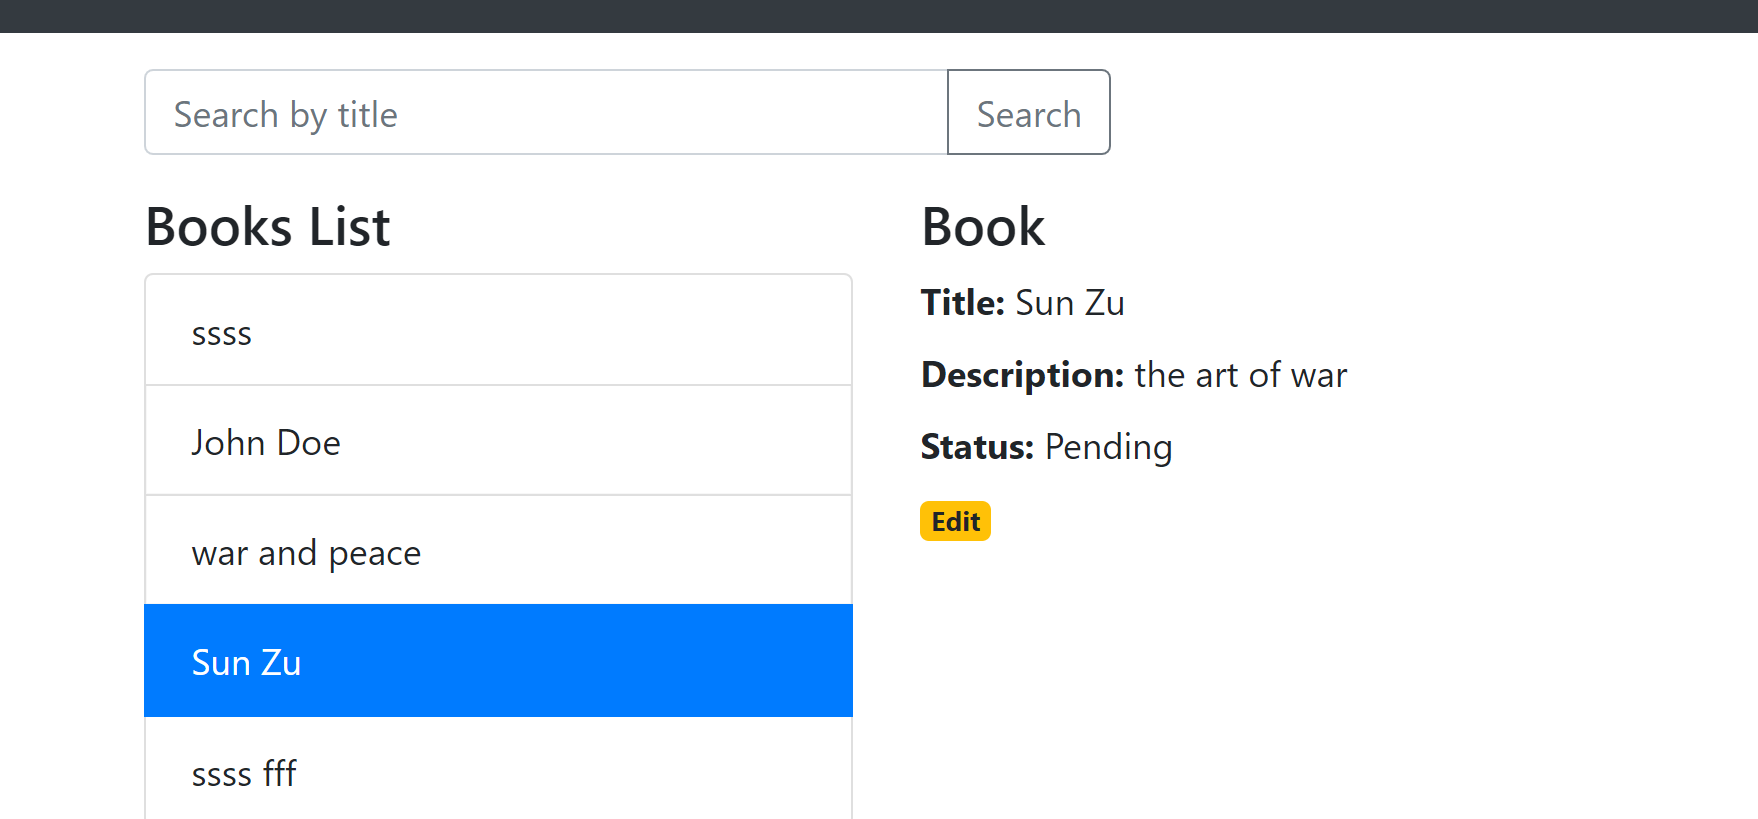 Search by title
Search
Books List
ssss
John Doe
war and peace
Sun Zu
ssss fff
Book
Title: Sun Zu
Description: the art of war
Status: Pending
Edit